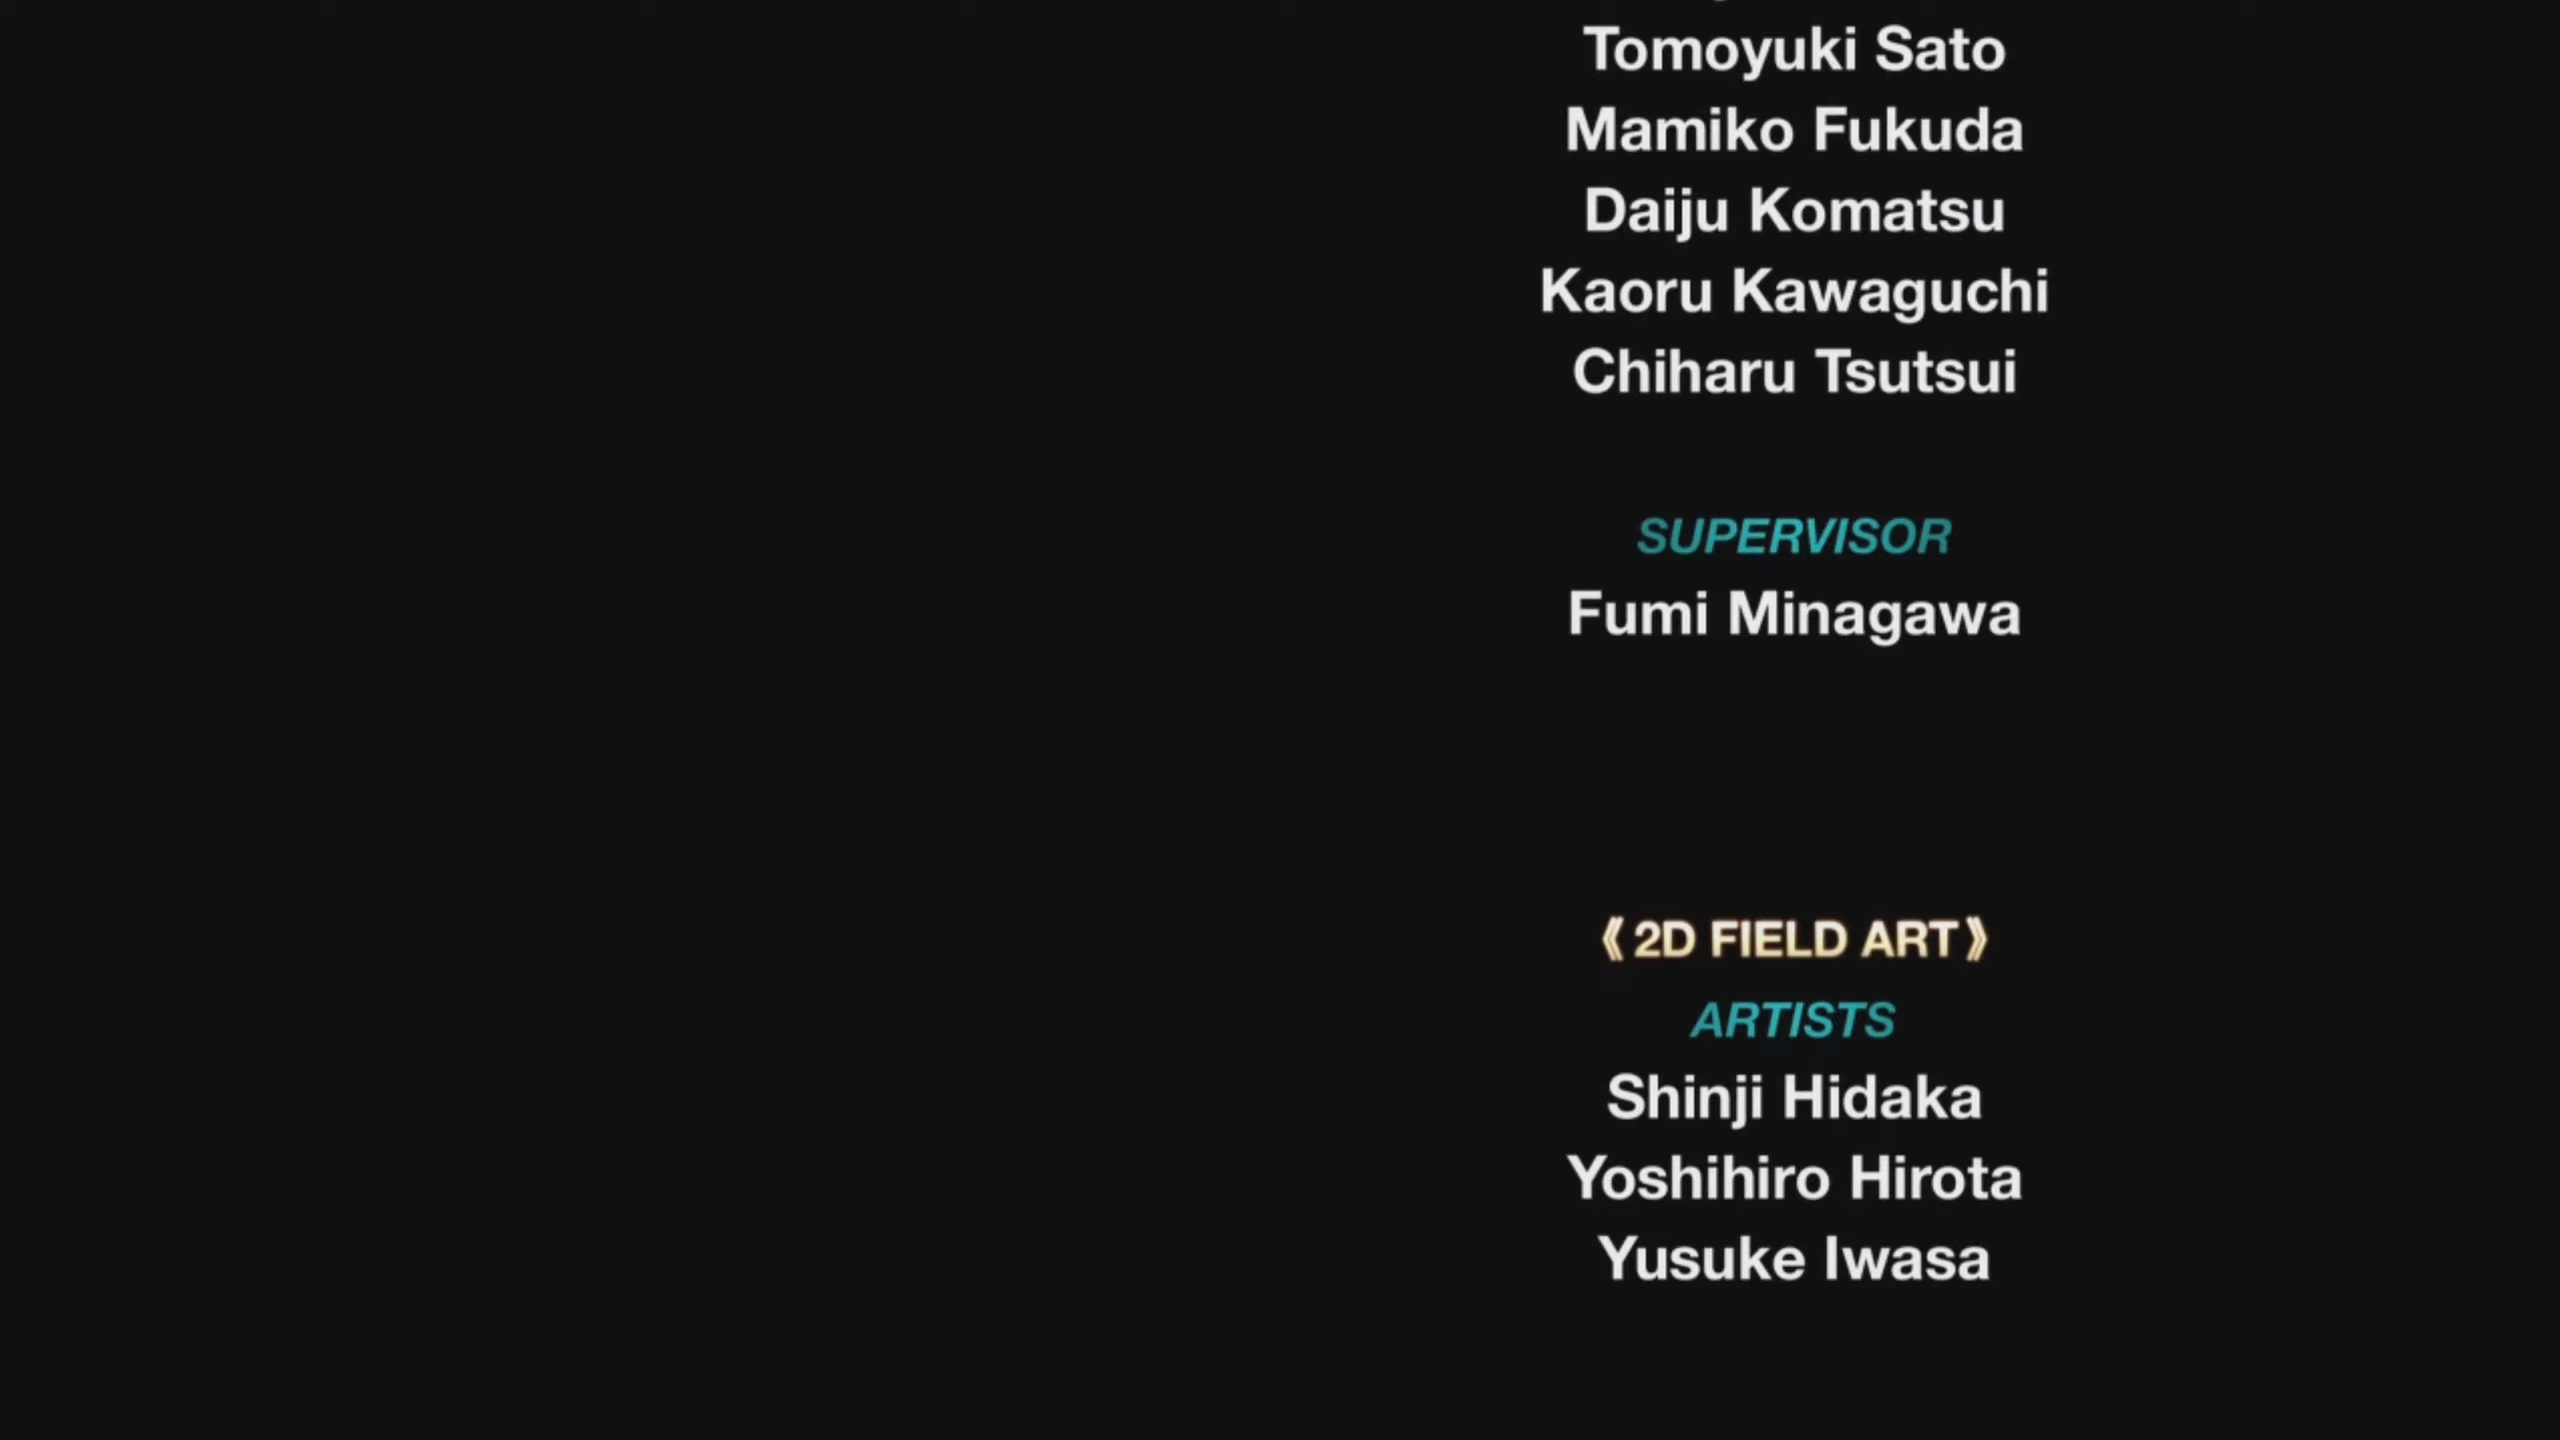 Tomoyuki Sato
Mamiko Fukuda
Daiju Komatsu
Kaoru Kawaguchi
Chiharu Tsutsui
SUPERVISOR
Fumi Minagawa
《2D FIELD ART》
ARTISTS
Shinji Hidaka
Yoshihiro Hirota
Yusuke Iwasa